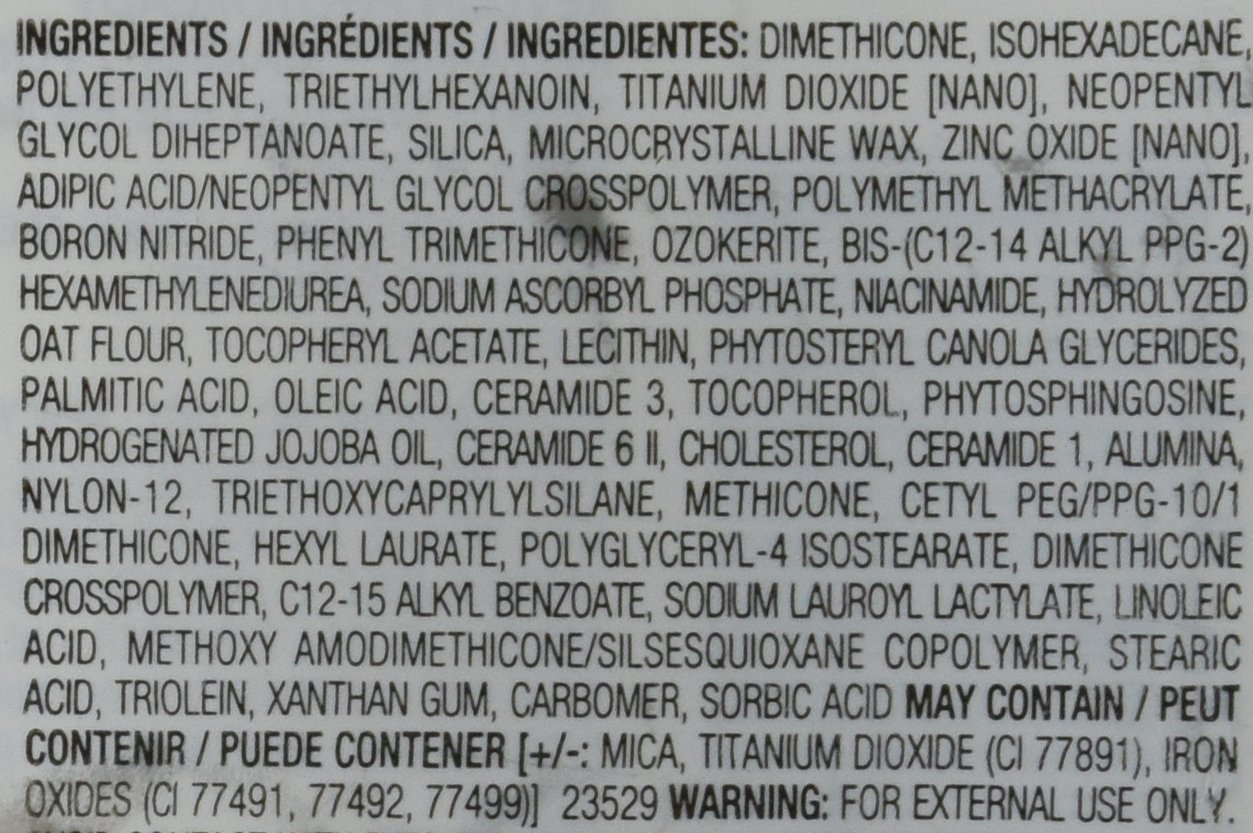 INGREDIENTS / INGRÉDIENTS / INGREDIENTES: DIMETHICONE, ISOHEXADECANE,
POLYETHYLENE, TRIETHYLHEXANOIN, TITANIUM DIOXIDE [NANO], NEOPENTYL
GLYCOL DIHEPTANOATE, SILICA, MICROCRYSTALLINE WAX, ZINC OXIDE [NANO],
ADIPIC ACID/NEOPENTYL GLYCOL CROSSPOLYMER, POLYMETHYL METHACRYLATE,
BORON NITRIDE, PHENYL TRIMETHICONE, OZOKERITE, BIS-(C12-14 ALKYL PPG-2)
HEXAMETHYLENEDIUREA, SODIUM ASCORBYL PHOSPHATE, NIACINAMIDE, HYDROLYZED
OAT FLOUR, TOCOPHERYL ACETATE, LECITHIN, PHYTOSTERYL CANOLA GLYCERIDES,
PALMITIC ACID, OLEIC ACID, CERAMIDE 3, TOCOPHEROL, PHYTOSPHINGOSINE,
HYDROGENATED JOJOBA OIL, CERAMIDE 6 II, CHOLESTEROL, CERAMIDE 1, ALUMINA,
NYLON-12, TRIETHOXYCAPRYLYLSILANE, METHICONE, CETYL PEG/PPG-10/1
DIMETHICONE, HEXYL LAURATE, POLYGLYCERYL-4 ISOSTEARATE, DIMETHICONE
CROSSPOLYMER, C12-15 ALKYL BENZOATE, SODIUM LAUROYL LACTYLATE, LINOLEIC
ACID, METHOXY AMODIMETHICONE/SILSESQUIOXANE COPOLYMER, STEARIC
ACID, TRIOLEIN, XANTHAN GUM, CARBOMER, SORBIC ACID MAY CONTAIN / PEUT
CONTENIR / PUEDE CONTENER [+/-: MICA, TITANIUM DIOXIDE (CI 77891), IRON
OXIDES (CI 77491, 77492, 77499)] 23529 WARNING: FOR EXTERNAL USE ONLY.